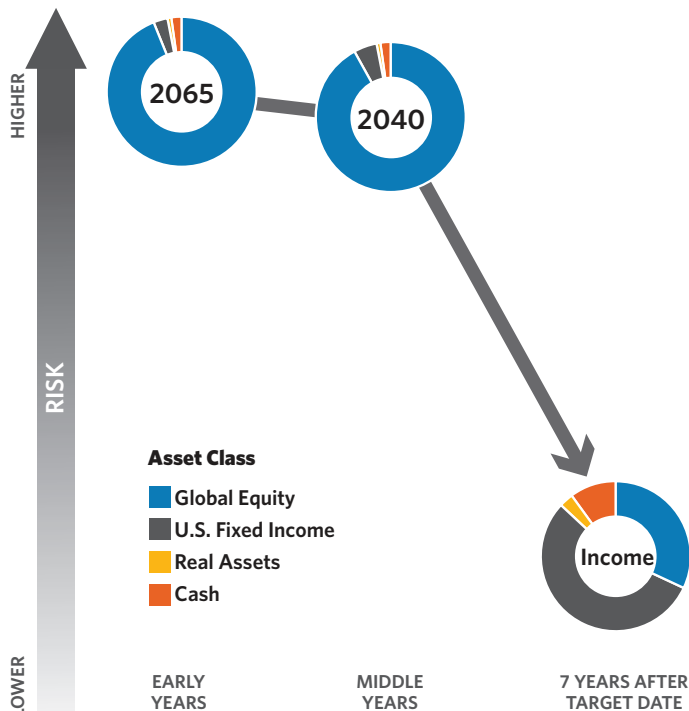 HIGHER
2065
2040
RISK
Asset Class
Global Equity
U.S. Fixed Income
Real Assets
Cash
Income
LOWER
EARLY
YEARS
MIDDLE
YEARS
7 YEARS AFTER
TARGET DATE